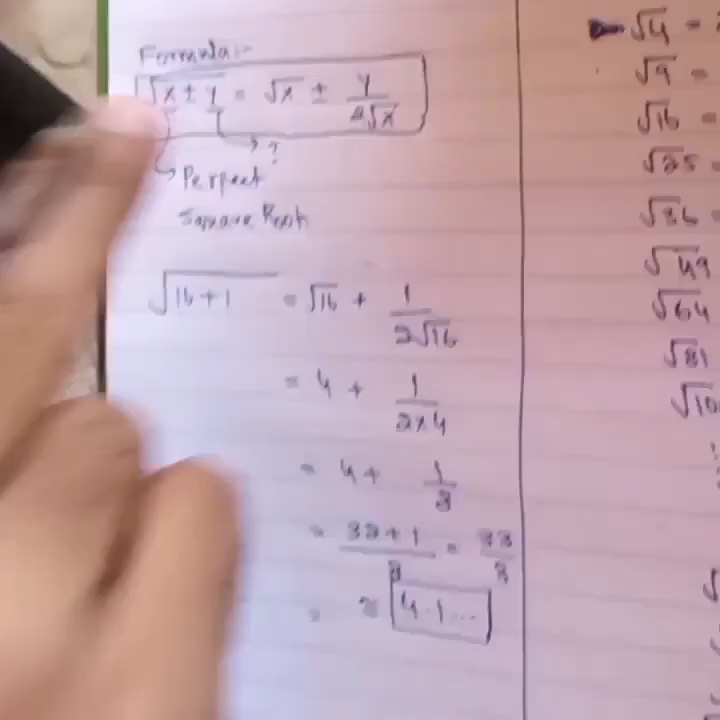 Formula:-
√x ± y = √x ± y/2√x
→ ?
→ Perfect
Square Root
√16+1 = √16 + 1/2√16
= 4 + 1/2×4
= 4 + 1/8
= 32+1/8 = 33/8
≈ 4.1...
√4 =
√9 =
√16 =
√25 =
√36 =
√49
√64
√81
√10